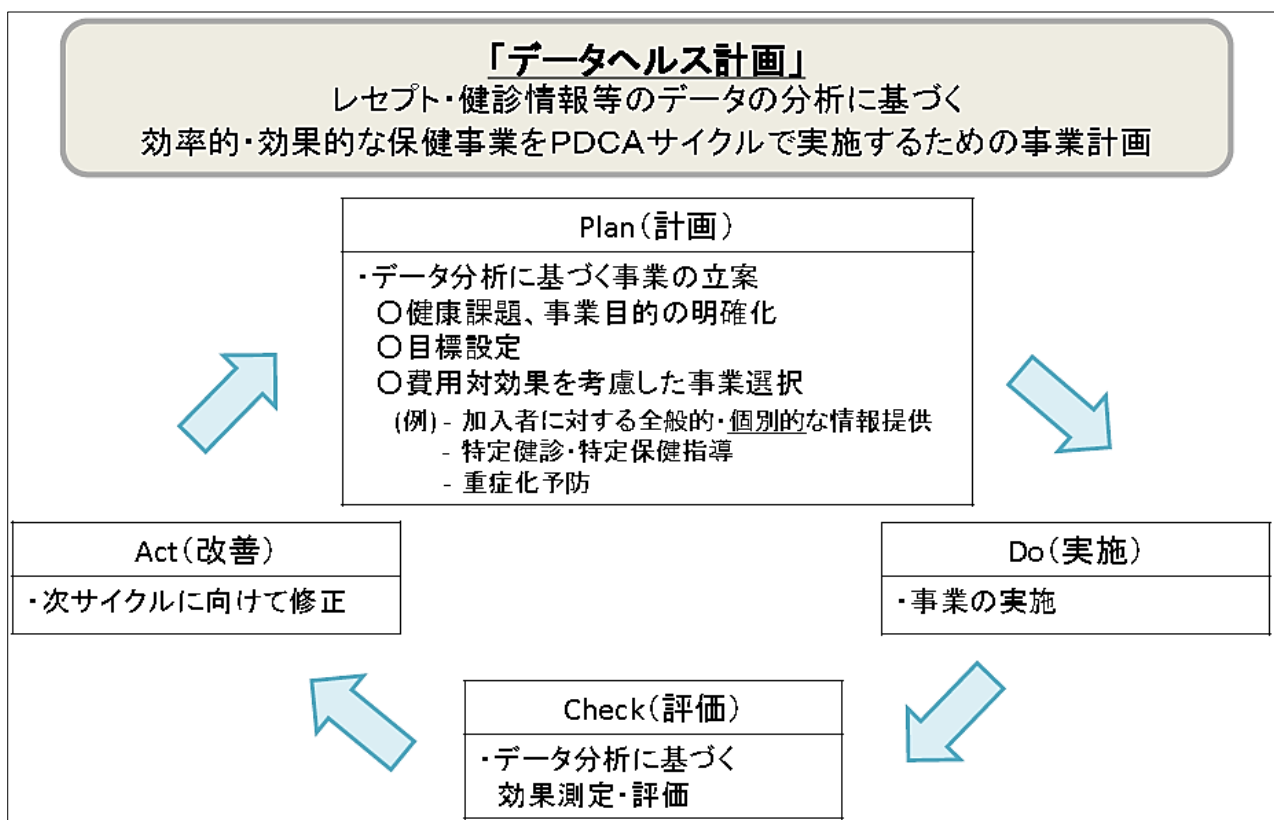 「データヘルス計画」
レセプト・健診情報等のデータの分析に基づく
効率的・効果的な保健事業をPDCAサイクルで実施するための事業計画
Plan(計画)
・データ分析に基づく事業の立案
○健康課題、事業目的の明確化
○目標設定
○費用対効果を考慮した事業選択
(例) - 加入者に対する全般的・個別的な情報提供
- 特定健診・特定保健指導
- 重症化予防
Act(改善)
・次サイクルに向けて修正
Do(実施)
・事業の実施
Check(評価)
・データ分析に基づく
効果測定・評価